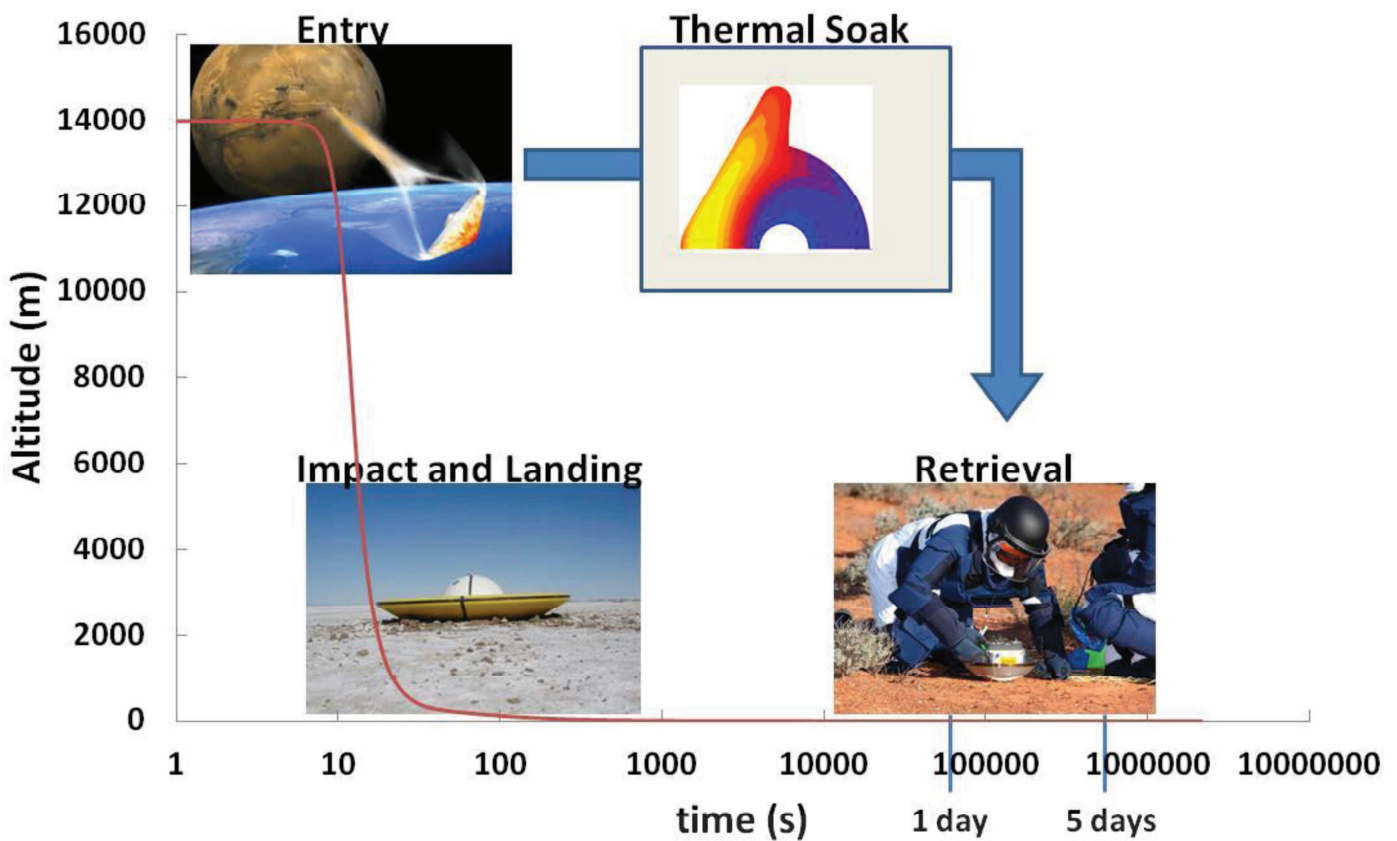 Entry
Thermal Soak
16000
14000
12000
10000
8000
6000
4000
2000
0
Altitude (m)
Impact and Landing
Retrieval
1
10
100
1000
10000
100000
1000000
10000000
time (s)
1 day
5 days